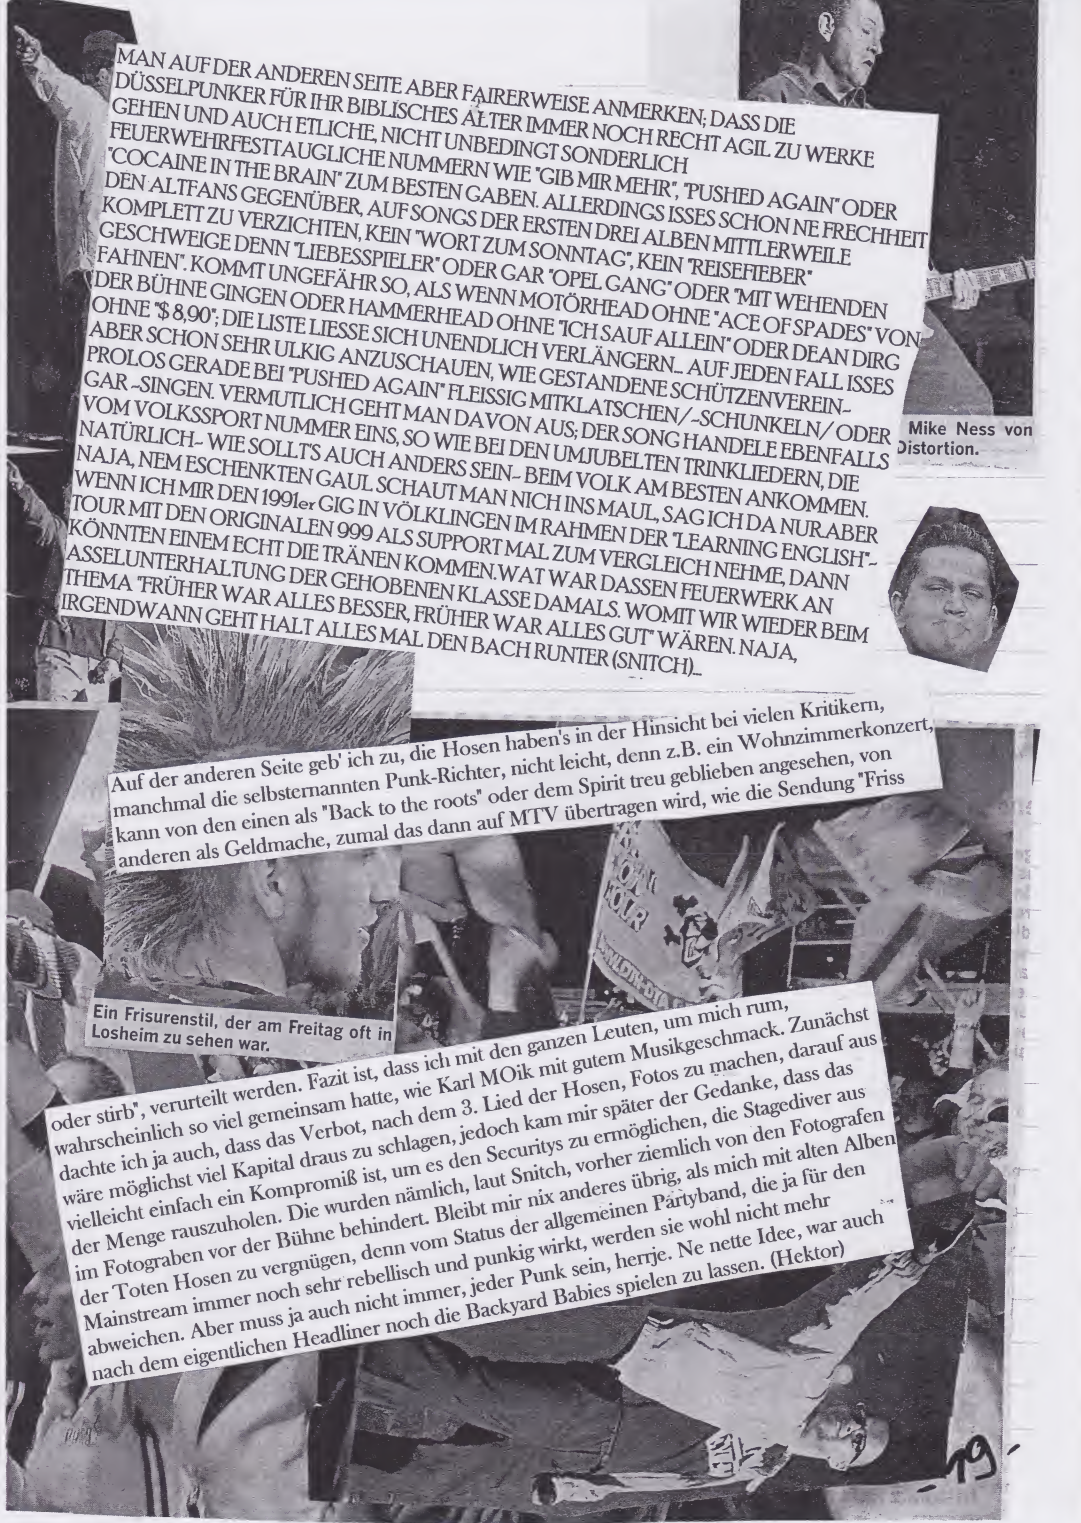 MAN AUF DER ANDEREN SEITE ABER FAIRERWEISE ANMERKEN; DASS DIE
DÜSSELPUNKER FÜR IHR BIBLISCHES ALTER IMMER NOCH RECHT AGIL ZU WERKE
GEHEN UND AUCH ETLICHE, NICHT UNBEDINGT SONDERLICH
FEUERWEHRFESTTAUGLICHE NUMMERN WIE "GIB MIR MEHR", "PUSHED AGAIN" ODER
"COCAINE IN THE BRAIN" ZUM BESTEN GABEN. ALLERDINGS ISSES SCHON NE FRECHHEIT
DEN ALTFANS GEGENÜBER, AUF SONGS DER ERSTEN DREI ALBEN MITTLERWEILE
KOMPLETT ZU VERZICHTEN, KEIN "WORT ZUM SONNTAG", KEIN "REISEFIEBER"
GESCHWEIGE DENN "LIEBESSPIELER" ODER GAR "OPEL GANG" ODER "MIT WEHENDEN
FAHNEN". KOMMT UNGEFÄHR SO, ALS WENN MOTÖRHEAD OHNE "ACE OF SPADES" VON
DER BÜHNE GINGEN ODER HAMMERHEAD OHNE "ICH SAUF ALLEIN" ODER DEAN DIRG
OHNE "$ 8,90"; DIE LISTE LIESSE SICH UNENDLICH VERLÄNGERN... AUF JEDEN FALL ISSES
ABER SCHON SEHR ULKIG ANZUSCHAUEN, WIE GESTANDENE SCHÜTZENVEREIN-
PROLOS GERADE BEI "PUSHED AGAIN" FLEISSIG MITKLATSCHEN/-SCHUNKELN/ ODER
GAR -SINGEN. VERMUTLICH GEHT MAN DAVON AUS; DER SONG HANDELE EBENFALLS
VOM VOLKSSPORT NUMMER EINS, SO WIE BEI DEN UMJUBELTEN TRINKLIEDERN, DIE
NATÜRLICH- WIE SOLLT'S AUCH ANDERS SEIN- BEIM VOLK AM BESTEN ANKOMMEN.
NAJA, NEM ESCHENKTEN GAUL SCHAUT MAN NICH INS MAUL, SAG ICH DA NUR.ABER
WENN ICH MIR DEN 1991er GIG IN VÖLKLINGEN IM RAHMEN DER "LEARNING ENGLISH"-
TOUR MIT DEN ORIGINALEN 999 ALS SUPPORT MAL ZUM VERGLEICH NEHME, DANN
KÖNNTEN EINEM ECHT DIE TRÄNEN KOMMEN.WAT WAR DASSEN FEUERWERK AN
ASSELUNTERHALTUNG DER GEHOBENEN KLASSE DAMALS. WOMIT WIR WIEDER BEIM
THEMA "FRÜHER WAR ALLES BESSER, FRÜHER WAR ALLES GUT" WÄREN. NAJA,
IRGENDWANN GEHT HALT ALLES MAL DEN BACH RUNTER (SNITCH)...
Mike Ness von
Distortion.
Auf der anderen Seite geb' ich zu, die Hosen haben's in der Hinsicht bei vielen Kritikern,
manchmal die selbsternannten Punk-Richter, nicht leicht, denn z.B. ein Wohnzimmerkonzert,
kann von den einen als "Back to the roots" oder dem Spirit treu geblieben angesehen, von
anderen als Geldmache, zumal das dann auf MTV übertragen wird, wie die Sendung "Friss
TOUR
Ein Frisurenstil, der am Freitag oft in
Losheim zu sehen war.
oder stirb", verurteilt werden. Fazit ist, dass ich mit den ganzen Leuten, um mich rum,
wahrscheinlich so viel gemeinsam hatte, wie Karl MOik mit gutem Musikgeschmack. Zunächst
dachte ich ja auch, dass das Verbot, nach dem 3. Lied der Hosen, Fotos zu machen, darauf aus
wäre möglichst viel Kapital draus zu schlagen, jedoch kam mir später der Gedanke, dass das
vielleicht einfach ein Kompromiß ist, um es den Securitys zu ermöglichen, die Stagediver aus
der Menge rauszuholen. Die wurden nämlich, laut Snitch, vorher ziemlich von den Fotografen
im Fotograben vor der Bühne behindert. Bleibt mir nix anderes übrig, als mich mit alten Alben
der Toten Hosen zu vergnügen, denn vom Status der allgemeinen Partyband, die ja für den
Mainstream immer noch sehr rebellisch und punkig wirkt, werden sie wohl nicht mehr
abweichen. Aber muss ja auch nicht immer, jeder Punk sein, herrje. Ne nette Idee, war auch
nach dem eigentlichen Headliner noch die Backyard Babies spielen zu lassen. (Hektor)
-19-